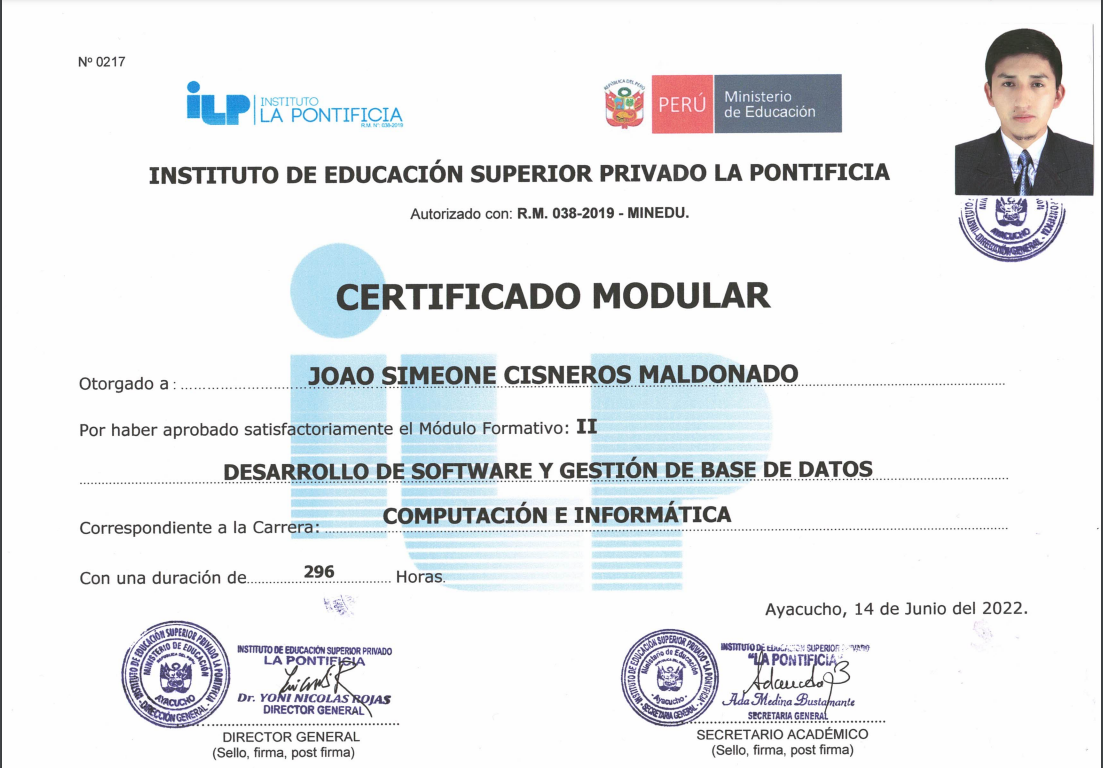 Nº 0217
iLP INSTITUTO
LA PONTIFICIA
R.M. N° 038-2019
REPÚBLICA DEL PERÚ
PERÚ
Ministerio
de Educación
INSTITUTO DE EDUCACIÓN SUPERIOR PRIVADO LA PONTIFICIA
Autorizado con: R.M. 038-2019 - MINEDU.
AYACUCHO
DIRECCIÓN GENERAL
CERTIFICADO MODULAR
iLP
Otorgado a : JOAO SIMEONE CISNEROS MALDONADO
Por haber aprobado satisfactoriamente el Módulo Formativo: II
DESARROLLO DE SOFTWARE Y GESTIÓN DE BASE DE DATOS
Correspondiente a la Carrera: COMPUTACIÓN E INFORMÁTICA
Con una duración de 296 Horas.
Ayacucho, 14 de Junio del 2022.
INSTITUTO DE EDUCACIÓN SUPERIOR PRIVADO LA PONTIFICIA
MINISTERIO DE EDUCACIÓN
AYACUCHO
DIRECCIÓN GENERAL
INSTITUTO DE EDUCACIÓN SUPERIOR PRIVADO
LA PONTIFICIA
Dr. YONI NICOLAS ROJAS
DIRECTOR GENERAL
DIRECTOR GENERAL
(Sello, firma, post firma)
INSTITUTO DE EDUCACIÓN SUPERIOR PRIVADO "LA PONTIFICIA"
Ministerio de Educación
Ayacucho
SECRETARIA GENERAL
INSTITUTO DE EDUCACIÓN SUPERIOR PRIVADO
"LA PONTIFICIA"
Ada Medina Bustamante
SECRETARIA GENERAL
SECRETARIO ACADÉMICO
(Sello, firma, post firma)